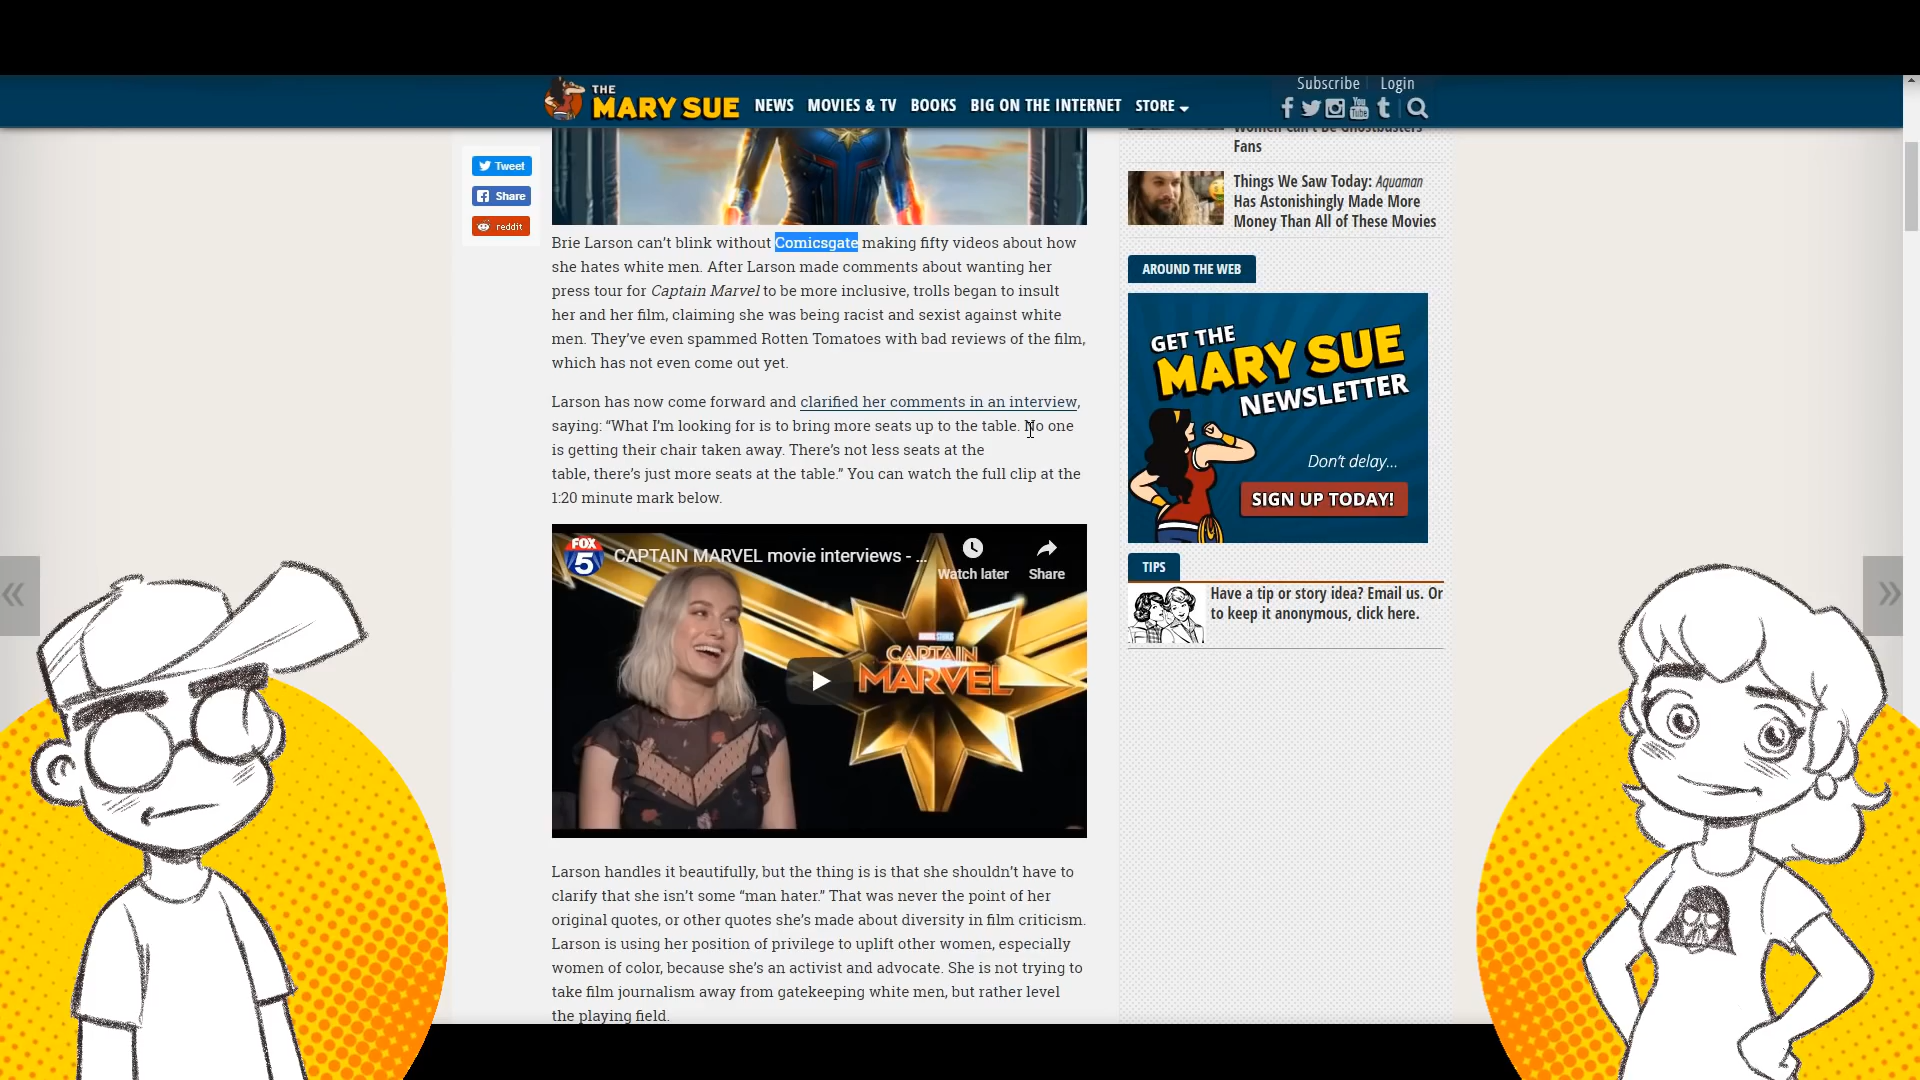 Subscribe Login
THE
MARY SUE
NEWS MOVIES & TV BOOKS BIG ON THE INTERNET STORE
Tweet
Share
reddit
Brie Larson can’t blink without Comicsgate making fifty videos about how
she hates white men. After Larson made comments about wanting her
press tour for Captain Marvel to be more inclusive, trolls began to insult
her and her film, claiming she was being racist and sexist against white
men. They’ve even spammed Rotten Tomatoes with bad reviews of the film,
which has not even come out yet.
Larson has now come forward and clarified her comments in an interview,
saying: “What I’m looking for is to bring more seats up to the table. No one
is getting their chair taken away. There’s not less seats at the
table, there’s just more seats at the table.” You can watch the full clip at the
1:20 minute mark below.
FOX
5
CAPTAIN MARVEL movie interviews - ...
Watch later
Share
CAPTAIN
MARVEL
Larson handles it beautifully, but the thing is is that she shouldn’t have to
clarify that she isn’t some “man hater.” That was never the point of her
original quotes, or other quotes she’s made about diversity in film criticism.
Larson is using her position of privilege to uplift other women, especially
women of color, because she’s an activist and advocate. She is not trying to
take film journalism away from gatekeeping white men, but rather level
the playing field.
Women Can't Be Ghostbusters
Fans
Things We Saw Today: Aquaman
Has Astonishingly Made More
Money Than All of These Movies
AROUND THE WEB
GET THE
MARY SUE
NEWSLETTER
Don't delay...
SIGN UP TODAY!
TIPS
Have a tip or story idea? Email us. Or
to keep it anonymous, click here.